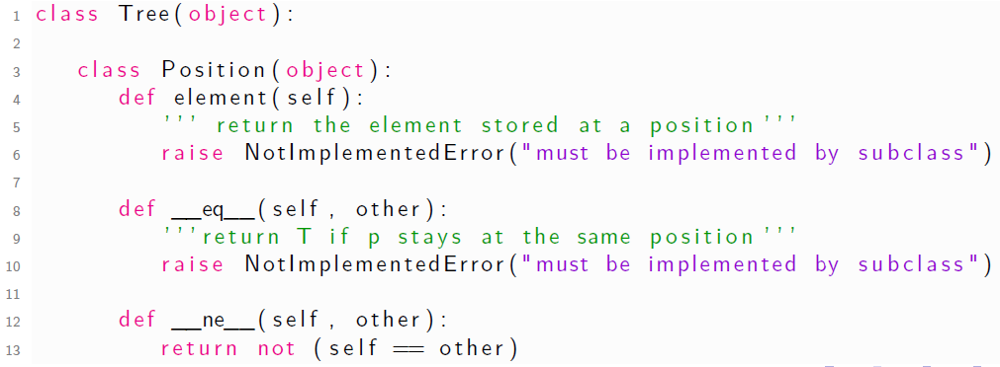 1 class Tree(object):
2
3     class Position(object):
4         def element(self):
5             ''' return the element stored at a position'''
6             raise NotImplementedError("must be implemented by subclass")
7
8         def __eq__(self, other):
9             '''return T if p stays at the same position'''
10             raise NotImplementedError("must be implemented by subclass")
11
12         def __ne__(self, other):
13             return not (self == other)